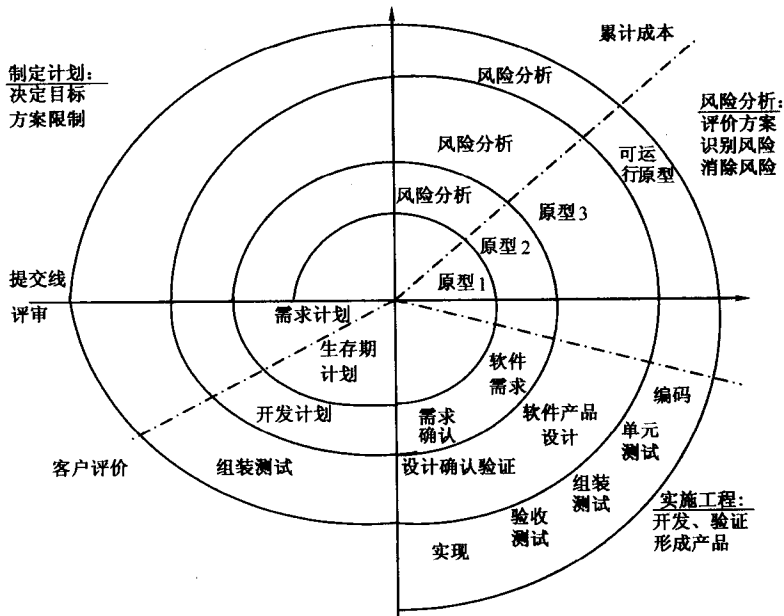 累计成本
制定计划:
决定目标
方案限制
风险分析
风险分析:
评价方案
识别风险
消除风险
风险分析
可运
行原型
风险分析
原型3
原型2
原型1
提交线
评审
需求计划
生存期
计划
软件
需求
编码
开发计划
需求
确认
软件产品
设计
单元
测试
客户评价
组装测试
设计确认验证
组装
测试
实施工程:
开发、验证
形成产品
验收
测试
实现